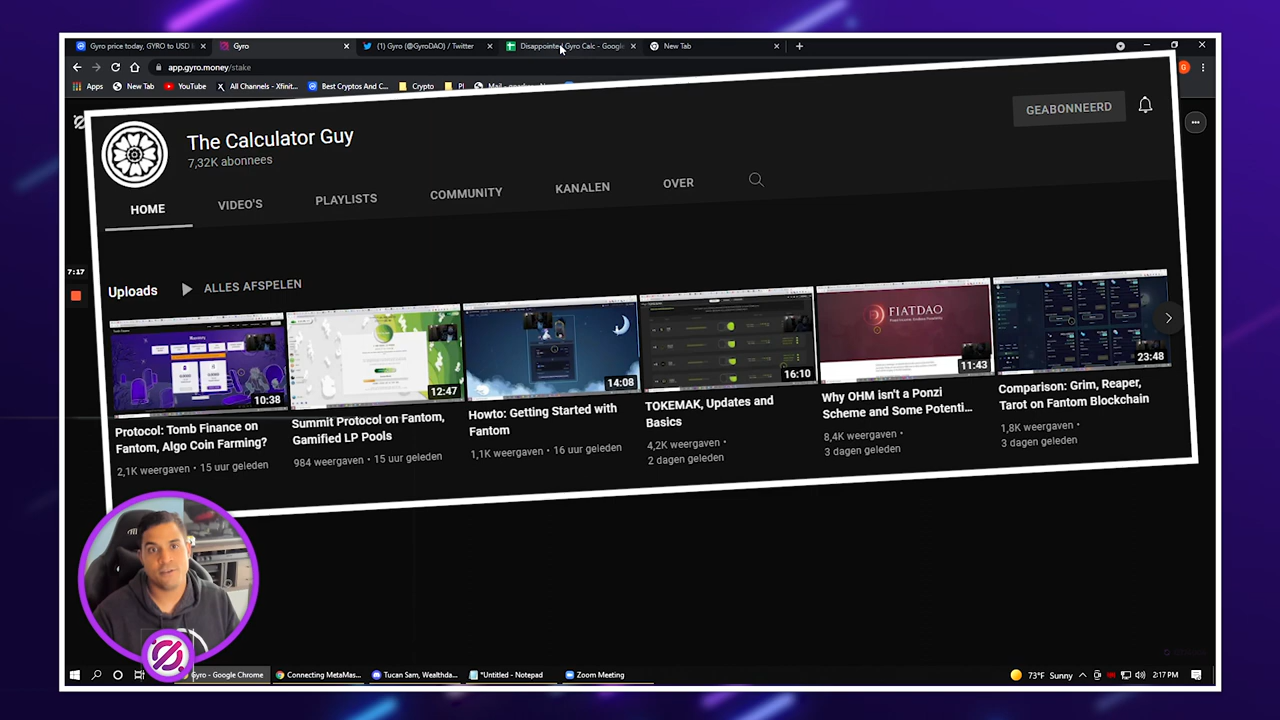 Gyro price today, GYRO to USD
Gyro
(1) Gyro (@GyroDAO) / Twitter
Disappointed Gyro Calc - Google
New Tab
app.gyro.money/stake
G
Apps
New Tab
YouTube
All Channels - Xfinit...
Best Cryptos And C...
Crypto
The Calculator Guy
7,32K abonnees
GEABONNEERD
HOME
VIDEO'S
PLAYLISTS
COMMUNITY
KANALEN
OVER
7:17
Uploads
ALLES AFSPELEN
10:38
12:47
14:08
16:10
FIATDAO
11:43
23:48
Protocol: Tomb Finance on
Fantom, Algo Coin Farming?
2,1K weergaven • 15 uur geleden
Summit Protocol on Fantom,
Gamified LP Pools
984 weergaven • 15 uur geleden
Howto: Getting Started with
Fantom
1,1K weergaven • 16 uur geleden
TOKEMAK, Updates and
Basics
4,2K weergaven •
2 dagen geleden
Why OHM isn't a Ponzi
Scheme and Some Potenti...
8,4K weergaven •
3 dagen geleden
Comparison: Grim, Reaper,
Tarot on Fantom Blockchain
1,8K weergaven •
3 dagen geleden
Gyro - Google Chrome
Connecting MetaMas...
Tucan Sam, Wealthda...
*Untitled - Notepad
Zoom Meeting
73°F Sunny
2:17 PM